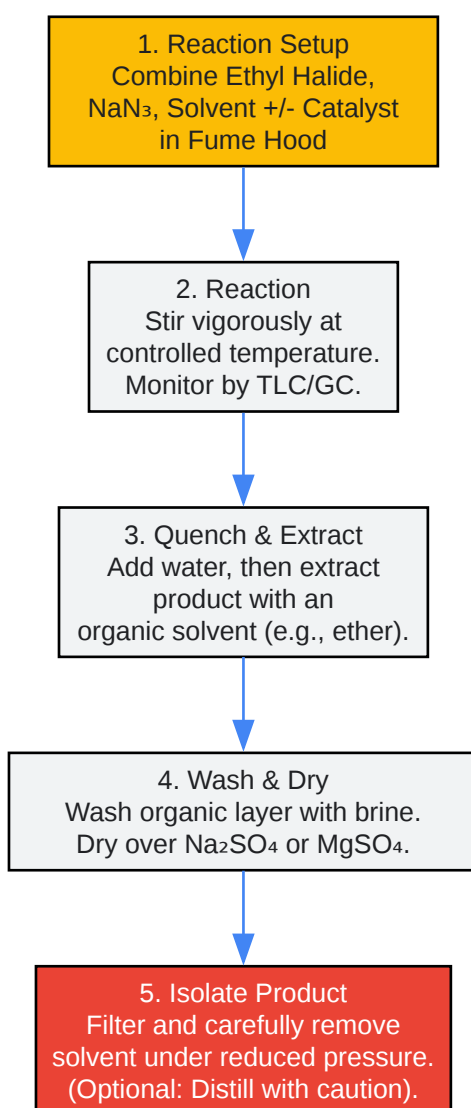 1. Reaction Setup
Combine Ethyl Halide,
NaN₃, Solvent +/- Catalyst
in Fume Hood
2. Reaction
Stir vigorously at
controlled temperature.
Monitor by TLC/GC.
3. Quench & Extract
Add water, then extract
product with an
organic solvent (e.g., ether).
4. Wash & Dry
Wash organic layer with brine.
Dry over Na₂SO₄ or MgSO₄.
5. Isolate Product
Filter and carefully remove
solvent under reduced pressure.
(Optional: Distill with caution).